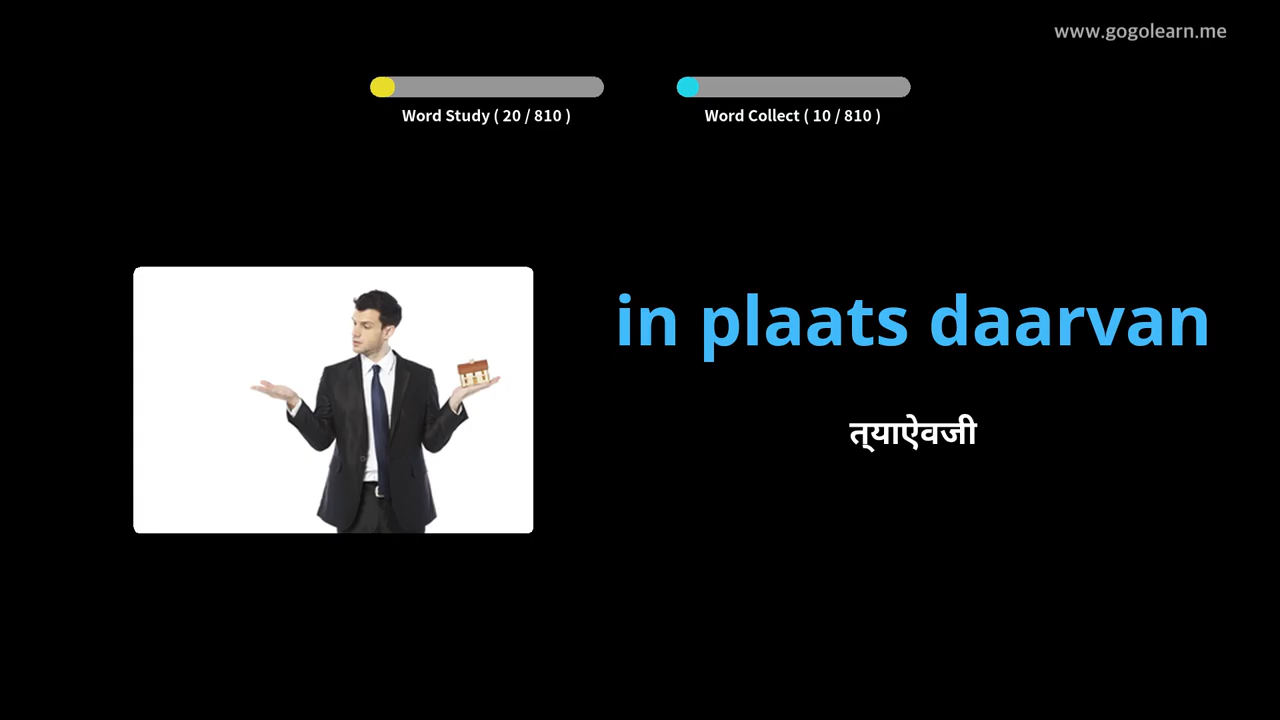 www.gogolearn.me
Word Study ( 20 / 810 )
Word Collect ( 10 / 810 )
in plaats daarvan
त्याऐवजी